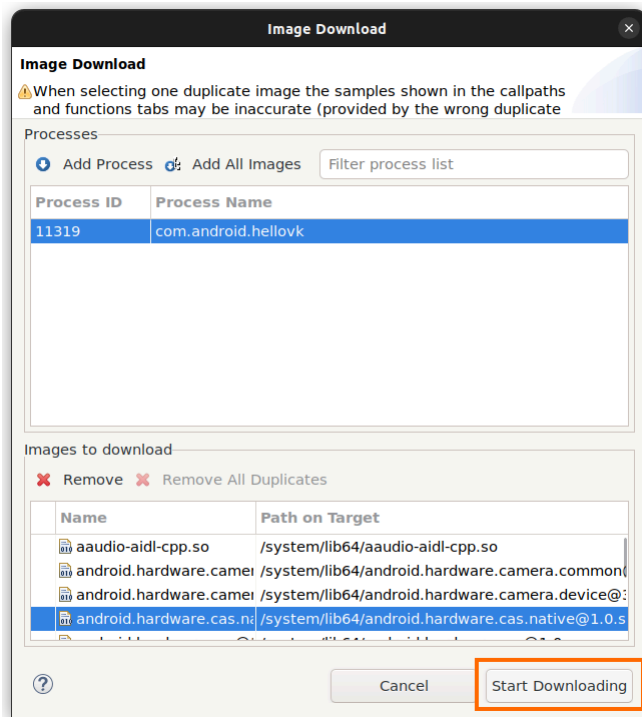 Image Download
Image Download
When selecting one duplicate image the samples shown in the callpaths
and functions tabs may be inaccurate (provided by the wrong duplicate
Processes
Add Process Add All Images Filter process list
Process ID Process Name
11319 com.android.hellovk
Images to download
Remove Remove All Duplicates
Name Path on Target
aaudio-aidl-cpp.so /system/lib64/aaudio-aidl-cpp.so
android.hardware.camer /system/lib64/android.hardware.camera.common
android.hardware.camer /system/lib64/android.hardware.camera.device@3
android.hardware.cas.na /system/lib64/android.hardware.cas.native@1.0.s
Cancel Start Downloading